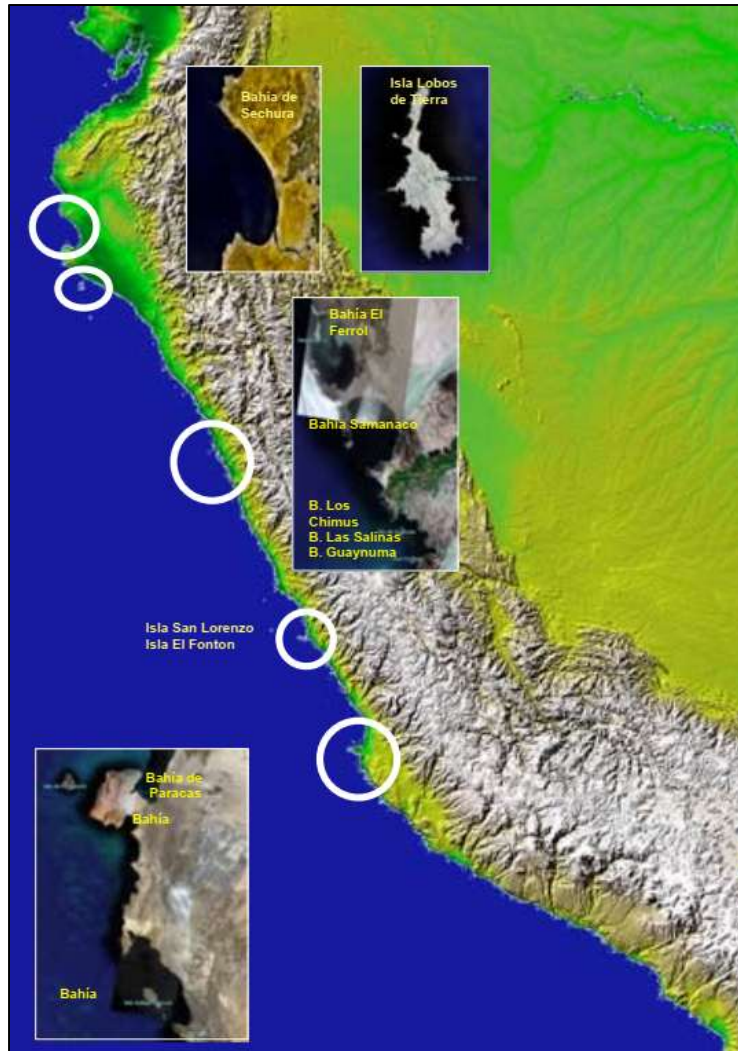 Bahía de
Sechura
Isla Lobos
de Tierra
Bahía El
Ferrol
Bahía Samanaco
B. Los
Chimus
B. Las Salinas
B. Guaynuma
Isla San Lorenzo
Isla El Fonton
Bahía de
Paracas
Bahía
Bahía